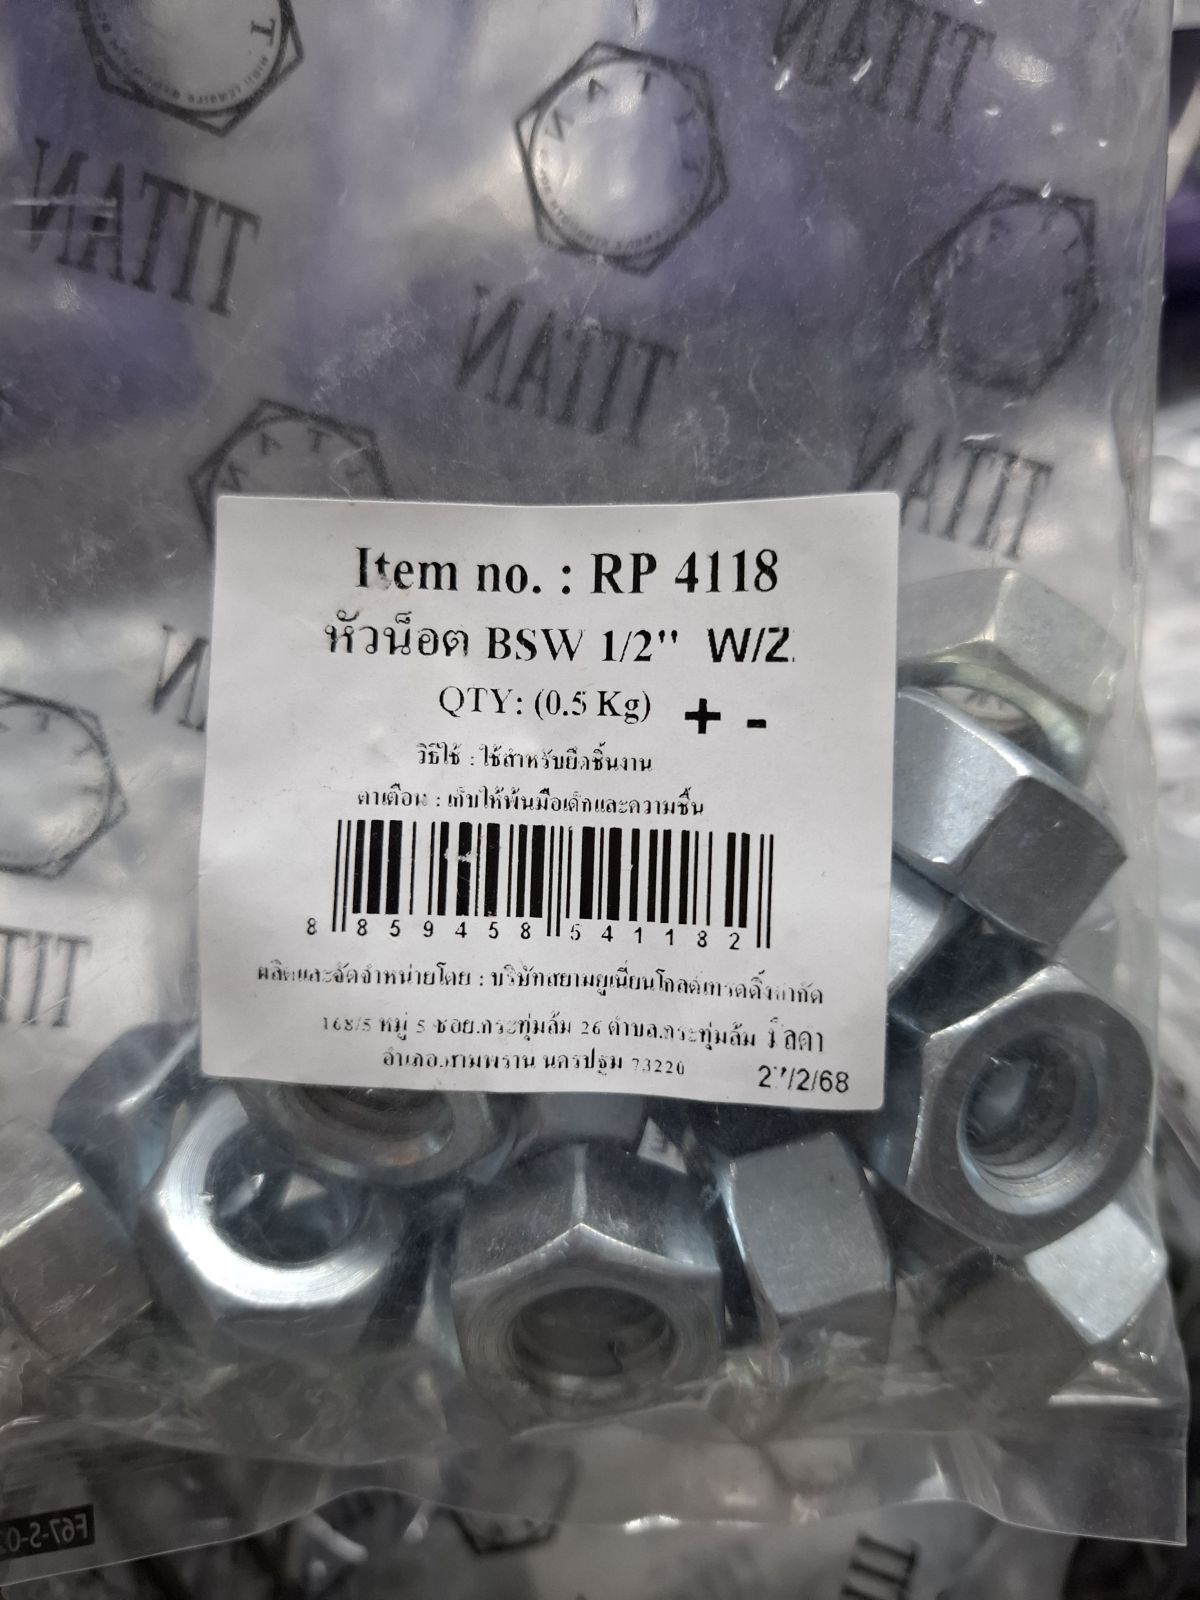 TITAN
TITAN
TITAN
TITAN
TITAN
Item no. : RP 4118
หัวน็อต BSW 1/2" W/Z.
QTY: (0.5 Kg) + -
วิธีใช้ : ใช้สำหรับยึดชิ้นงาน
คำเตือน : เก็บให้พ้นมือเด็กและความชื้น
8 859458 541182
ผลิตและจัดจำหน่ายโดย : บริษัทสยามยูเนี่ยนโกลด์เทรดดิ้งจำกัด
168/5 หมู่ 5 ซอย.กระทุ่มล้ม 26 ตำบล.กระทุ่มล้ม
อำเภอ.สามพราน นครปฐม 73220
/2/68
F67-S-0